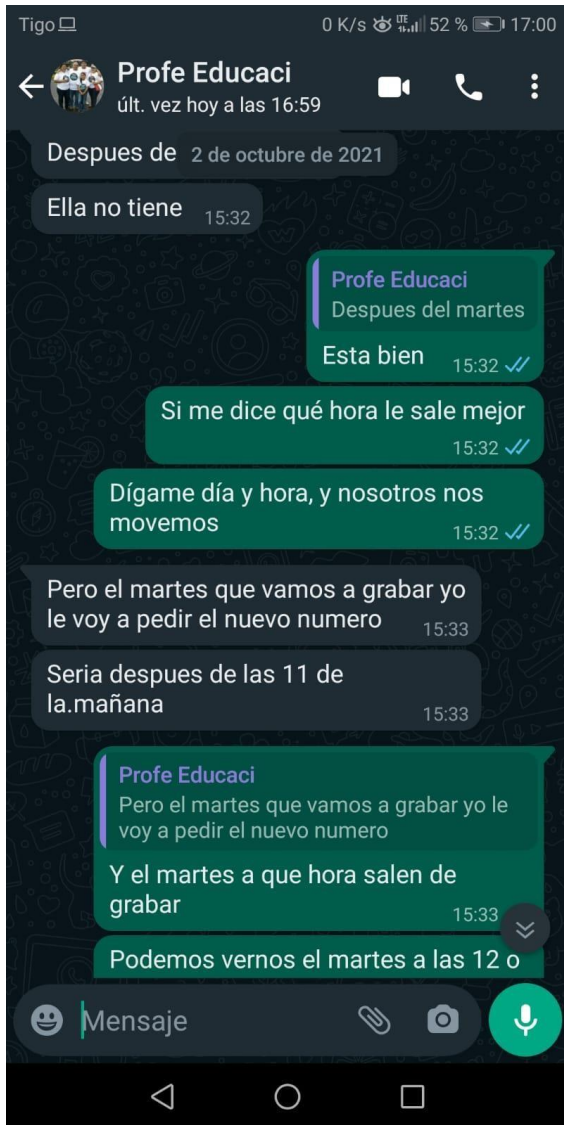 Tigo
0 K/s LTE 52 % 17:00
Profe Educaci
últ. vez hoy a las 16:59
Despues de
2 de octubre de 2021
Ella no tiene 15:32
Profe Educaci
Despues del martes
Esta bien 15:32
Si me dice qué hora le sale mejor
15:32
Dígame día y hora, y nosotros nos
movemos 15:32
Pero el martes que vamos a grabar yo
le voy a pedir el nuevo numero 15:33
Seria despues de las 11 de
la.mañana 15:33
Profe Educaci
Pero el martes que vamos a grabar yo le
voy a pedir el nuevo numero
Y el martes a que hora salen de
grabar 15:33
Podemos vernos el martes a las 12 o
Mensaje